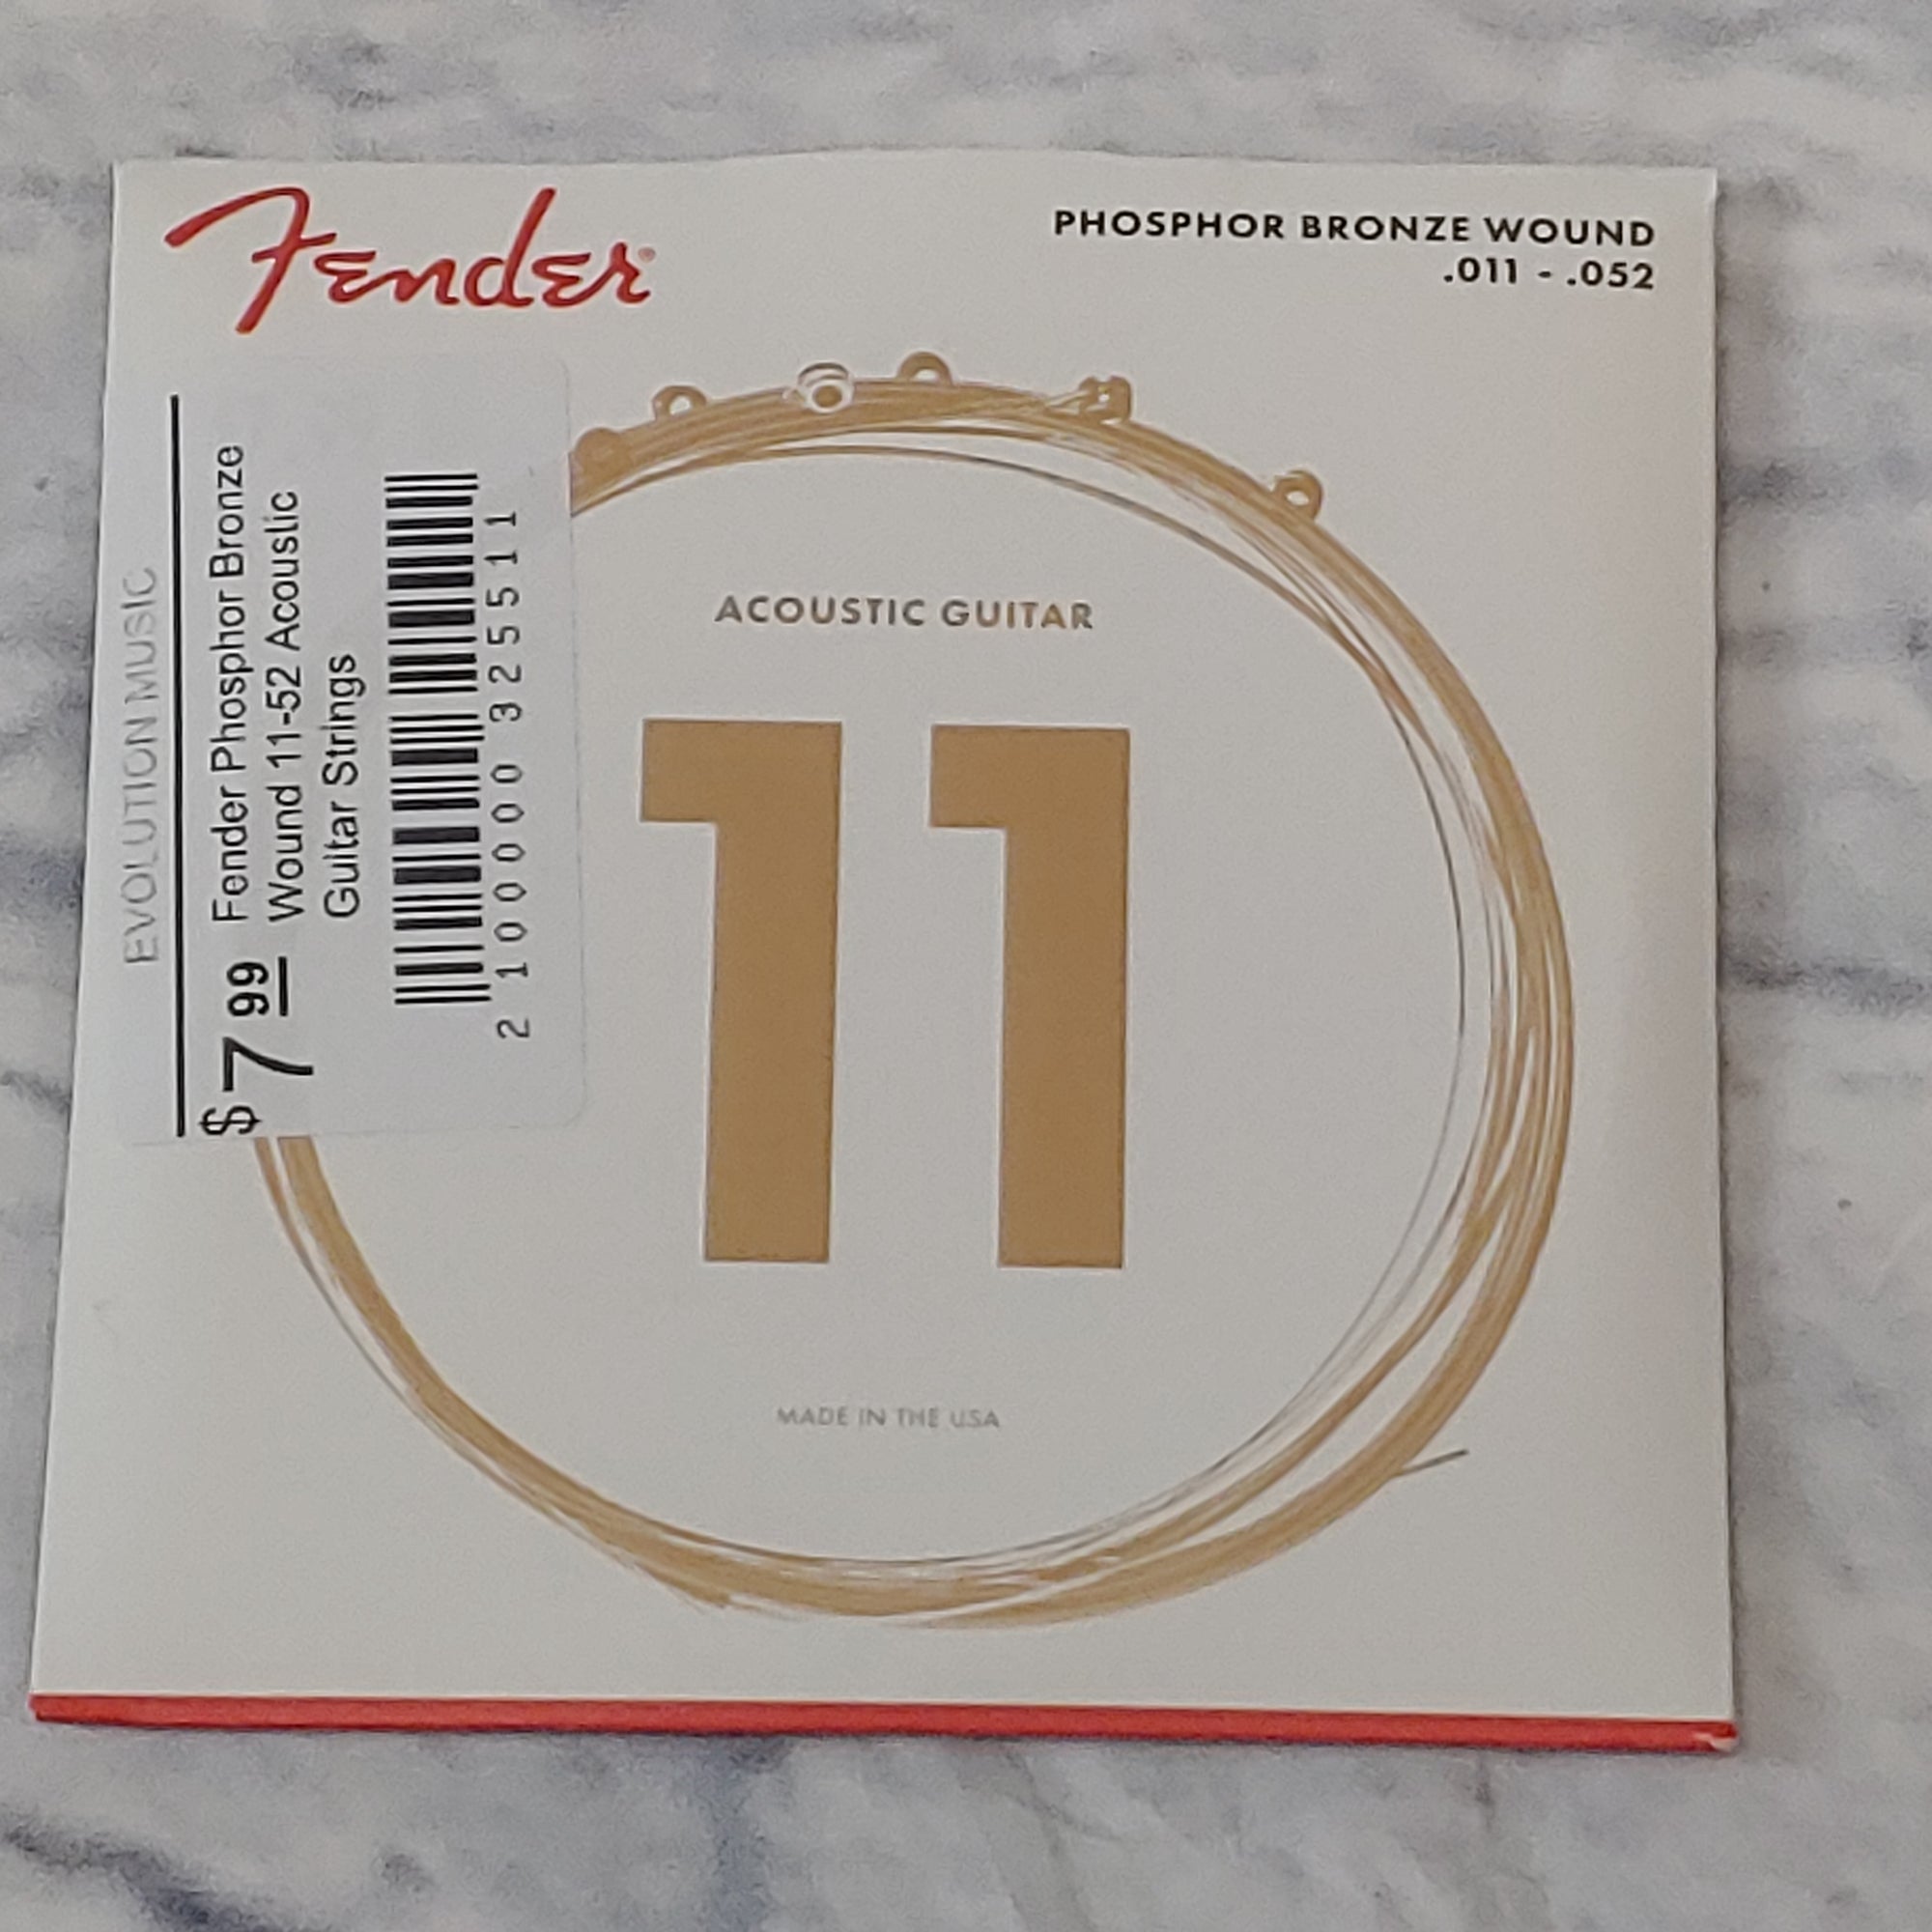 Fender
PHOSPHOR BRONZE WOUND
.011 - .052
EVOLUTION MUSIC
$7 99
Fender Phosphor Bronze
Wound 11-52 Acoustic
Guitar Strings
2 100000 325511
ACOUSTIC GUITAR
11
MADE IN THE USA